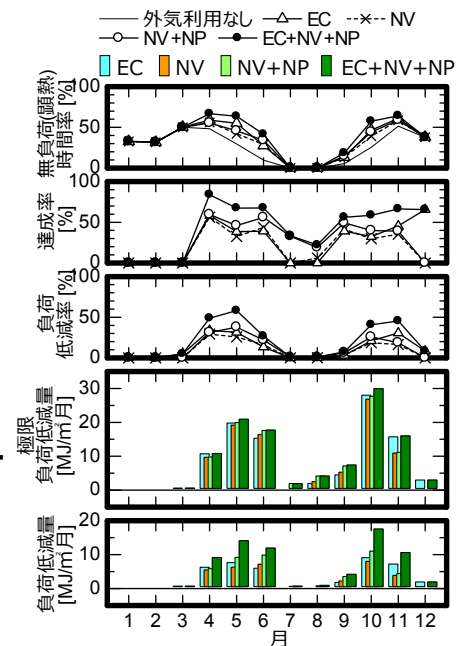 外気利用なし EC NV
NV+NP EC+NV+NP
EC NV NV+NP EC+NV+NP
無負荷(顕熱)
時間率 [%]
100
50
0
達成率
[%]
100
50
0
負荷
低減率 [%]
100
50
0
極限
負荷低減量
[MJ/㎡月]
30
20
10
0
負荷低減量
[MJ/㎡月]
20
10
0
1 2 3 4 5 6 7 8 9 10 11 12
月